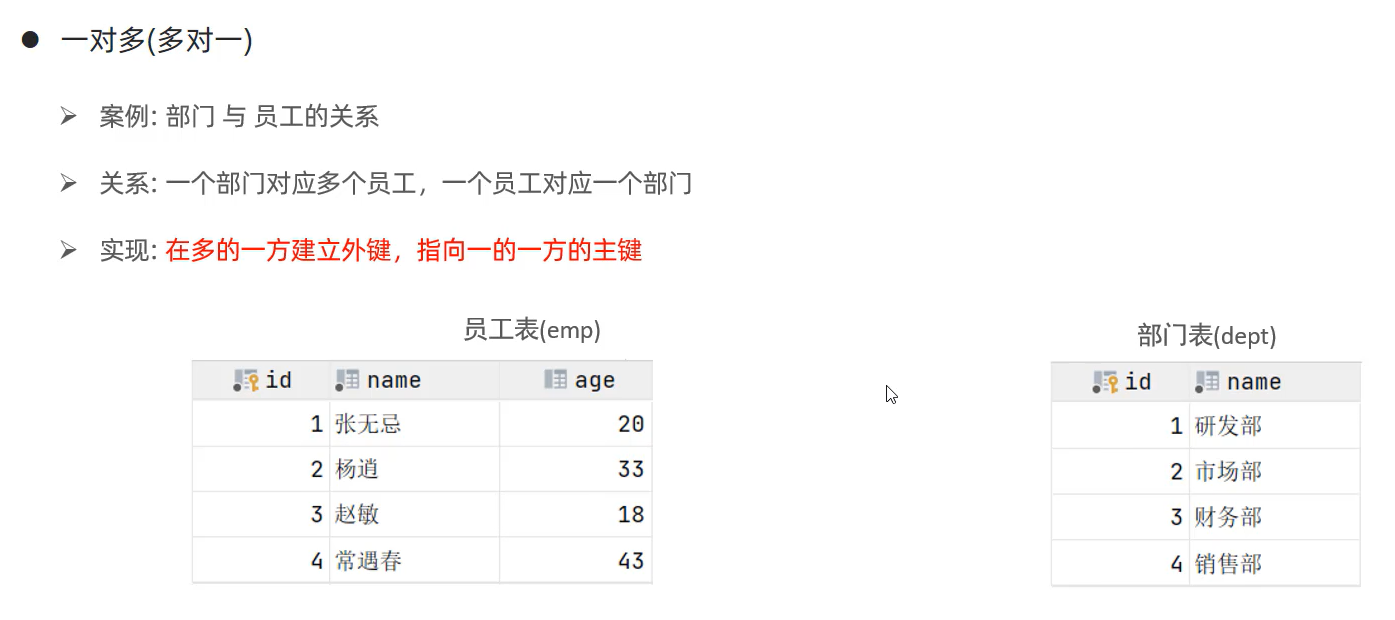 一对多(多对一)
案例: 部门 与 员工的关系
关系: 一个部门对应多个员工，一个员工对应一个部门
实现: 在多的一方建立外键，指向一的一方的主键
员工表(emp)
id name age
1 张无忌 20
2 杨逍 33
3 赵敏 18
4 常遇春 43
部门表(dept)
id name
1 研发部
2 市场部
3 财务部
4 销售部